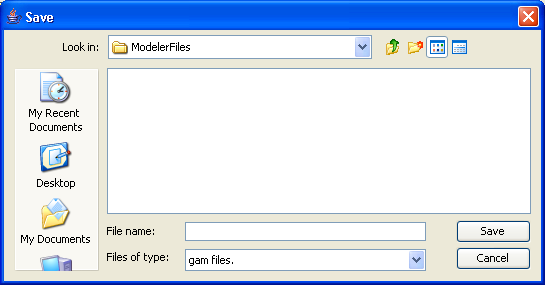 Save
Look in: ModelerFiles
My Recent
Documents
Desktop
My Documents
File name:
Save
Files of type: gam files.
Cancel